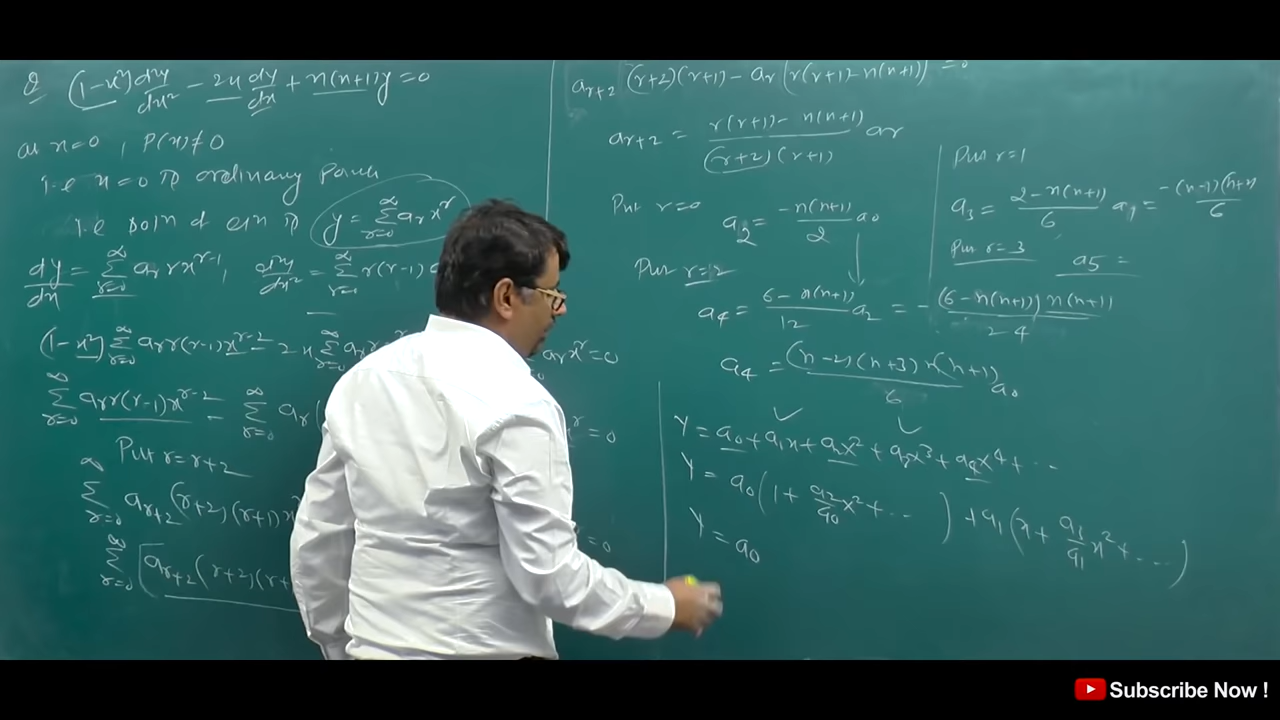 Q (1-x²) d²y/dx² - 2x dy/dx + n(n+1)y = 0
at x=0, P(x)≠0
i.e x=0 is ordinary point
i.e point of eqn is y = Σ_{r=0}^{∞} a_r x^r
dy/dx = Σ_{r=0}^{∞} a_r r x^{r-1}, d²y/dx² = Σ_{r=0}^{∞} r(r-1)
(1-x²) Σ_{r=0}^{∞} a_r r(r-1) x^{r-2} - 2x Σ_{r=0}^{∞} a_r a_r x^r = 0
Σ_{r=0}^{∞} a_r r(r-1) x^{r-2} - Σ_{r=0}^{∞} a_r x^r = 0
Put r = r+2
Σ_{r=0}^{∞} a_{r+2} (r+2)(r+1) x = 0
Σ_{r=0}^{∞} [a_{r+2} (r+2)(r+
a_{r+2} (r+2)(r+1) - a_r (r(r+1) - n(n+1)) = 0
a_{r+2} = (r(r+1) - n(n+1))/((r+2)(r+1)) a_r
Put r=0
a_2 = -n(n+1)/2 a_0
Put r=2
a_4 = (6 - n(n+1))/12 a_2 = -(6-n(n+1)) n(n+1)/24
a_4 = (n-2)(n+3) n(n+1)/6 a_0
Put r=1
a_3 = (2 - n(n+1))/6 a_1 = -(n-1)(n+2)/6
Put r=3
a_5 =
y = a_0 + a_1x + a_2x² + a_3x³ + a_4x⁴ + ...
y = a_0 (1 + a_2/a_0 x² + ... ) + a_1 (x + a_3/a_1 x² + ... )
y = a_0
Subscribe Now !